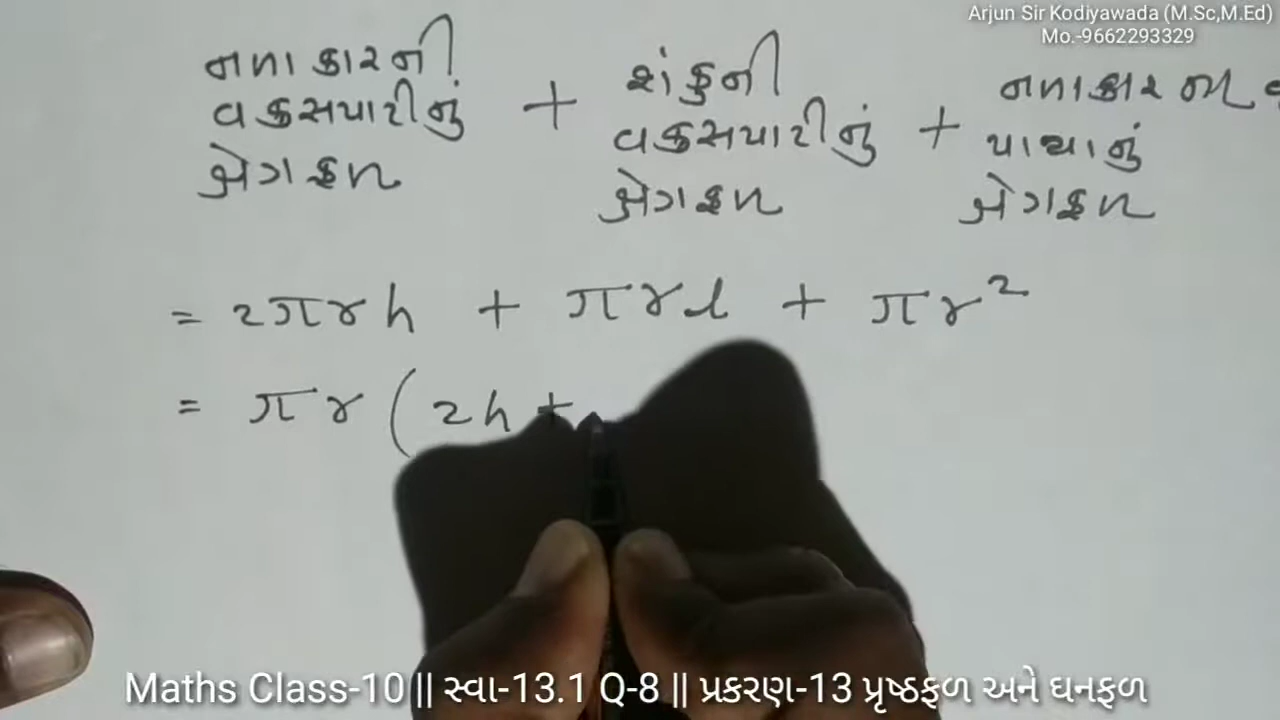 Arjun Sir Kodiyawada (M.Sc,M.Ed)
Mo.-9662293329
નળાકારની + શંકુની + નળાકારના
વક્રસપાટીનું વક્રસપાટીનું પાયાનું
ક્ષેત્રફળ ક્ષેત્રફળ ક્ષેત્રફળ
= 2πrh + πrl + πr²
= πr (2h +
Maths Class-10 || સ્વા-13.1 Q-8 || પ્રકરણ-13 પૃષ્ઠફળ અને ઘનફળ